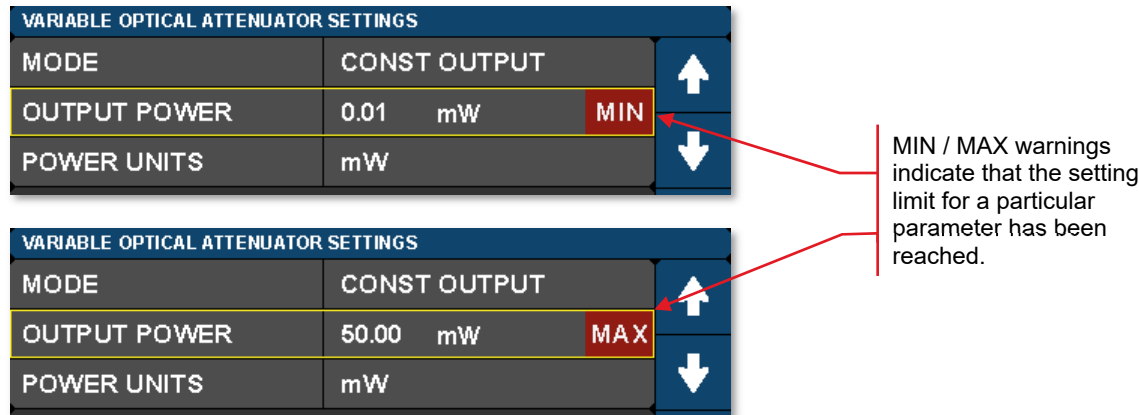 VARIABLE OPTICAL ATTENUATOR SETTINGS
MODE CONST OUTPUT
OUTPUT POWER 0.01 mW MIN
POWER UNITS mW
MIN / MAX warnings
indicate that the setting
limit for a particular
parameter has been
reached.
VARIABLE OPTICAL ATTENUATOR SETTINGS
MODE CONST OUTPUT
OUTPUT POWER 50.00 mW MAX
POWER UNITS mW